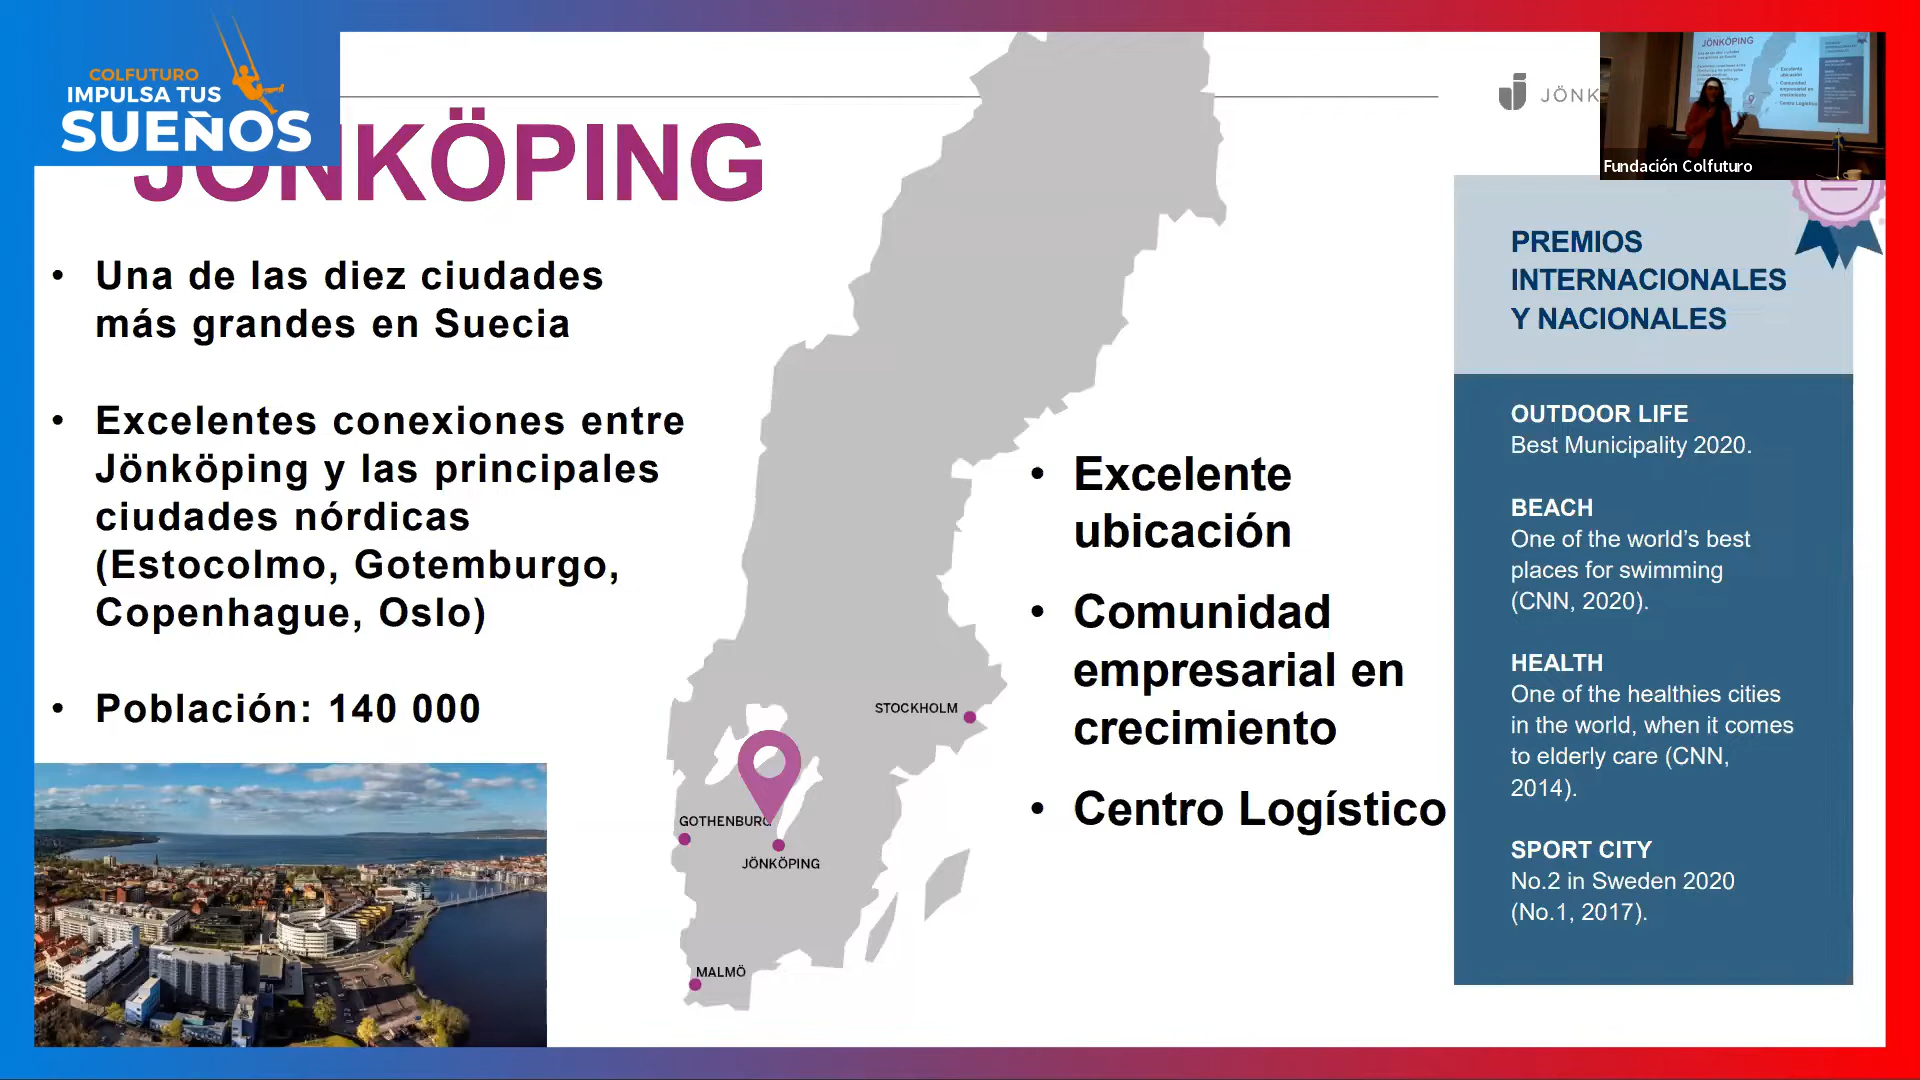 COLFUTURO
IMPULSA TUS
SUEÑOS
JÖNKÖPING
• Una de las diez ciudades
más grandes en Suecia
• Excelentes conexiones entre
Jönköping y las principales
ciudades nórdicas
(Estocolmo, Gotemburgo,
Copenhague, Oslo)
• Población: 140 000
STOCKHOLM
GOTHENBURG
JÖNKÖPING
MALMÖ
• Excelente
ubicación
• Comunidad
empresarial en
crecimiento
• Centro Logístico
JÖNK
JÖNKÖPING
Fundación Colfuturo
PREMIOS
INTERNACIONALES
Y NACIONALES
OUTDOOR LIFE
Best Municipality 2020.
BEACH
One of the world’s best
places for swimming
(CNN, 2020).
HEALTH
One of the healthies cities
in the world, when it comes
to elderly care (CNN,
2014).
SPORT CITY
No.2 in Sweden 2020
(No.1, 2017).